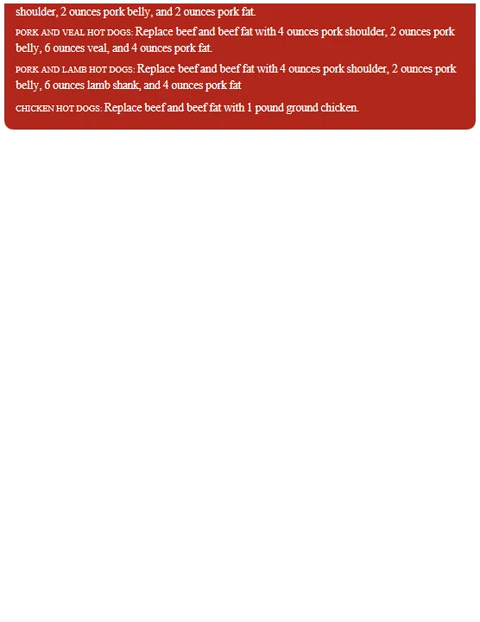 shoulder, 2 ounces pork belly, and 2 ounces pork fat.
PORK AND VEAL HOT DOGS: Replace beef and beef fat with 4 ounces pork shoulder, 2 ounces pork
belly, 6 ounces veal, and 4 ounces pork fat.
PORK AND LAMB HOT DOGS: Replace beef and beef fat with 4 ounces pork shoulder, 2 ounces pork
belly, 6 ounces lamb shank, and 4 ounces pork fat
CHICKEN HOT DOGS: Replace beef and beef fat with 1 pound ground chicken.